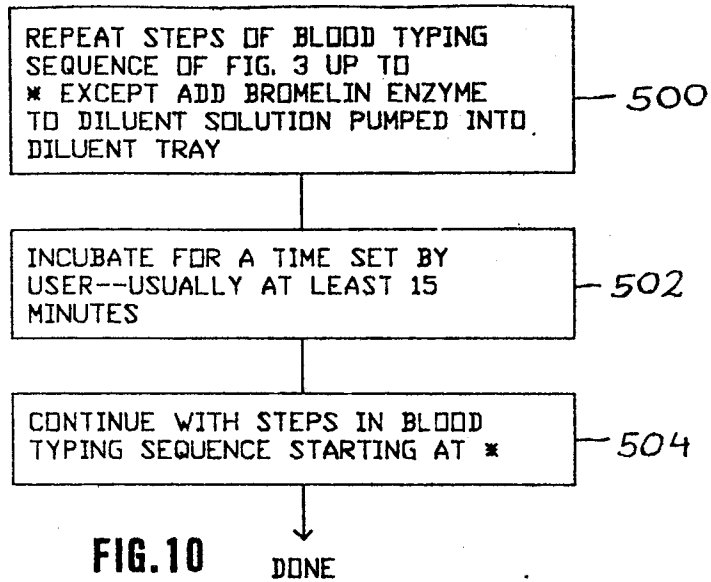 REPEAT STEPS OF BLOOD TYPING
SEQUENCE OF FIG. 3 UP TO
* EXCEPT ADD BROMELIN ENZYME
TO DILUENT SOLUTION PUMPED INTO
DILUENT TRAY
500
INCUBATE FOR A TIME SET BY
USER--USUALLY AT LEAST 15
MINUTES
502
CONTINUE WITH STEPS IN BLOOD
TYPING SEQUENCE STARTING AT *
504
FIG.10
DONE